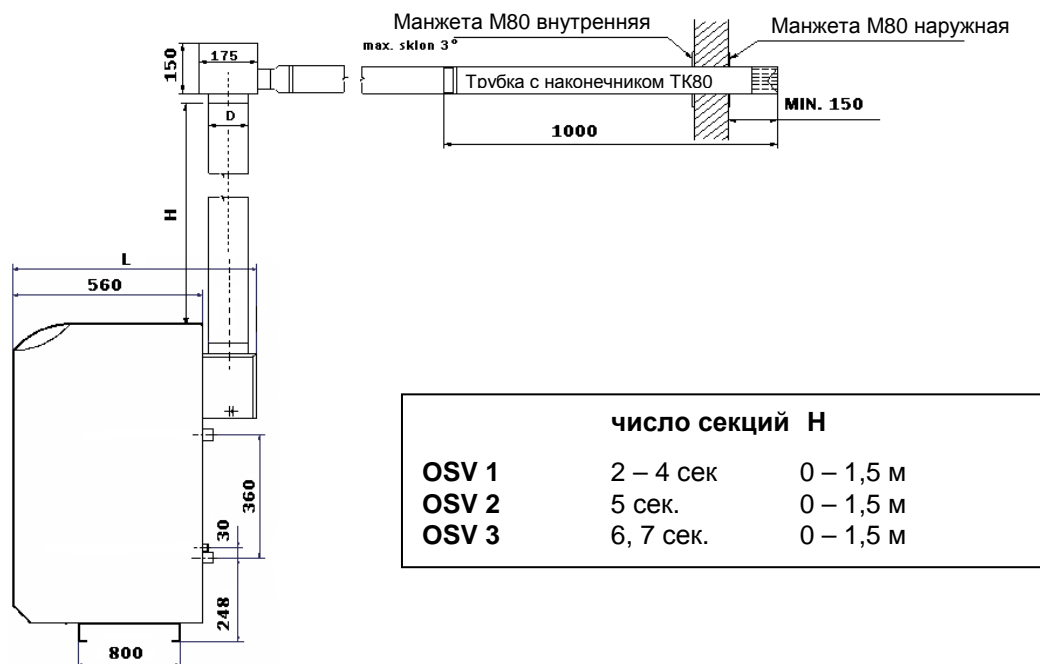 Манжета М80 внутренняя
Манжета М80 наружная
max. sklon 3°
150
175
Трубка с наконечником ТК80
MIN. 150
D
1000
H
L
560
число секций H
OSV 1 2 – 4 сек 0 – 1,5 м
OSV 2 5 сек. 0 – 1,5 м
OSV 3 6, 7 сек. 0 – 1,5 м
360
30
248
800